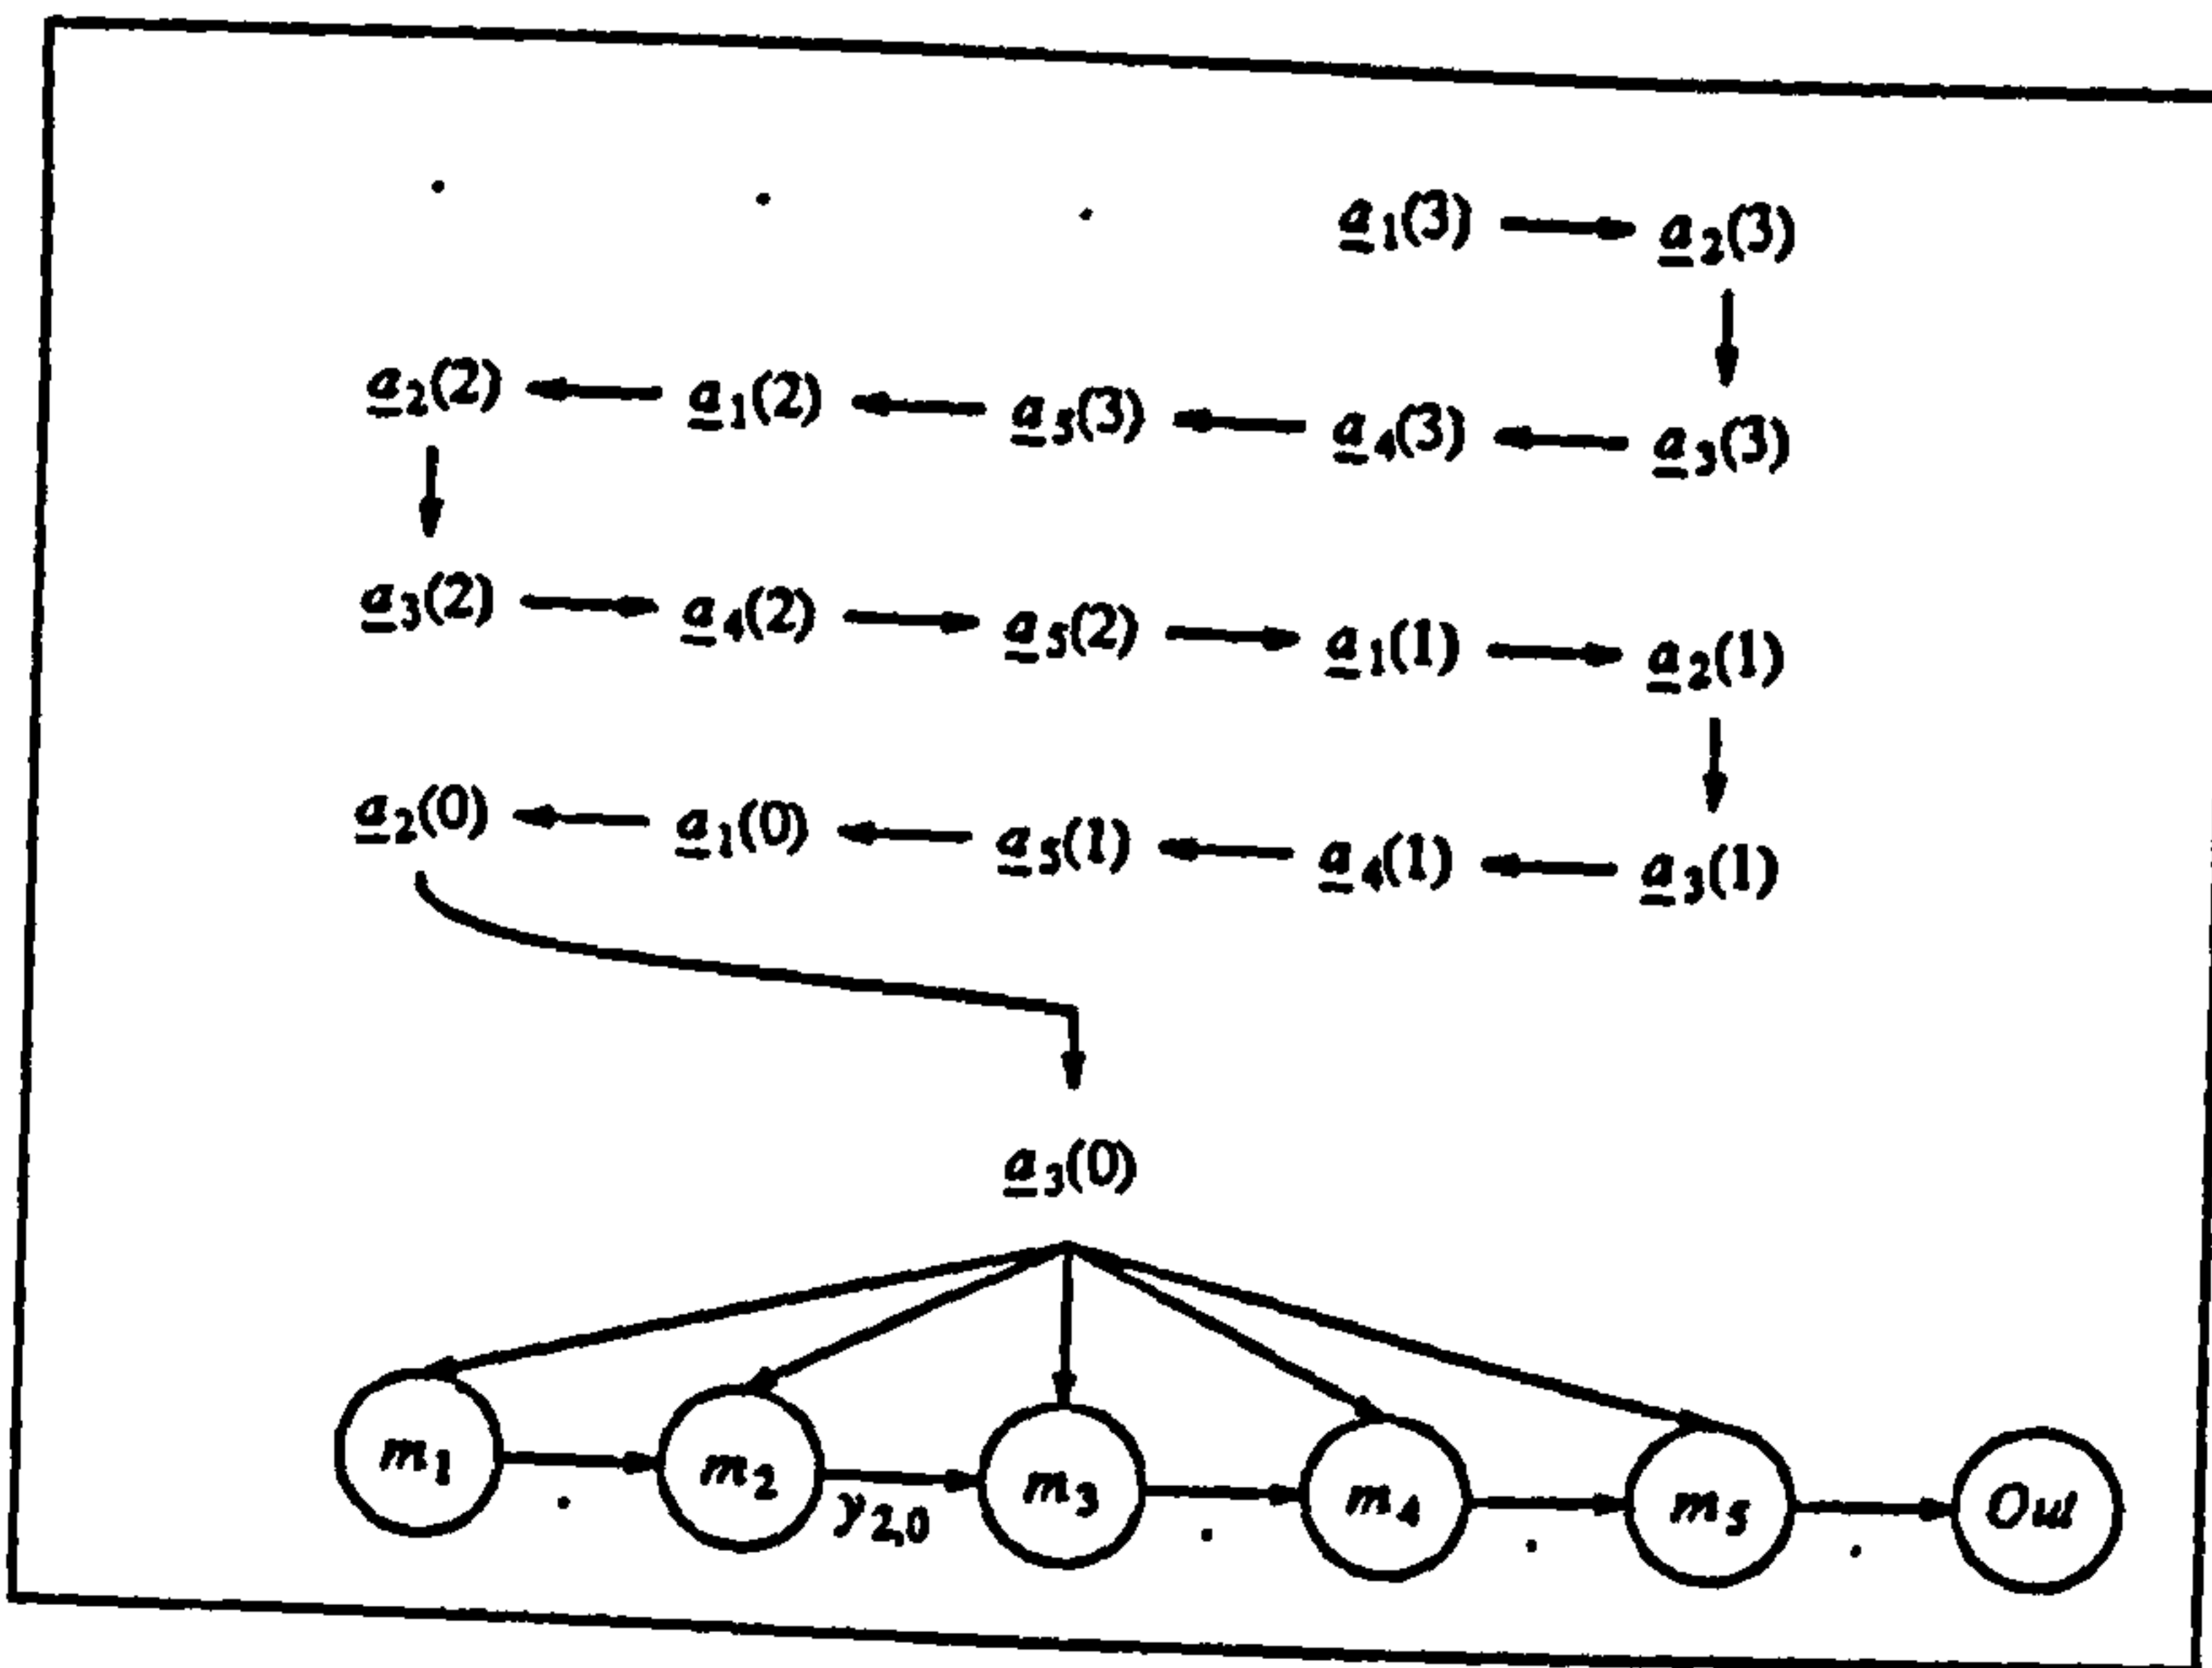 a1(3) a2(3)
a2(2) a1(2) a5(3) a4(3) a3(3)
a3(2) a4(2) a5(2) a1(1) a2(1)
a2(0) a1(0) a5(1) a4(1) a3(1)
a3(0)
m1 m2 m3 m4 m5 Out
γ2,0